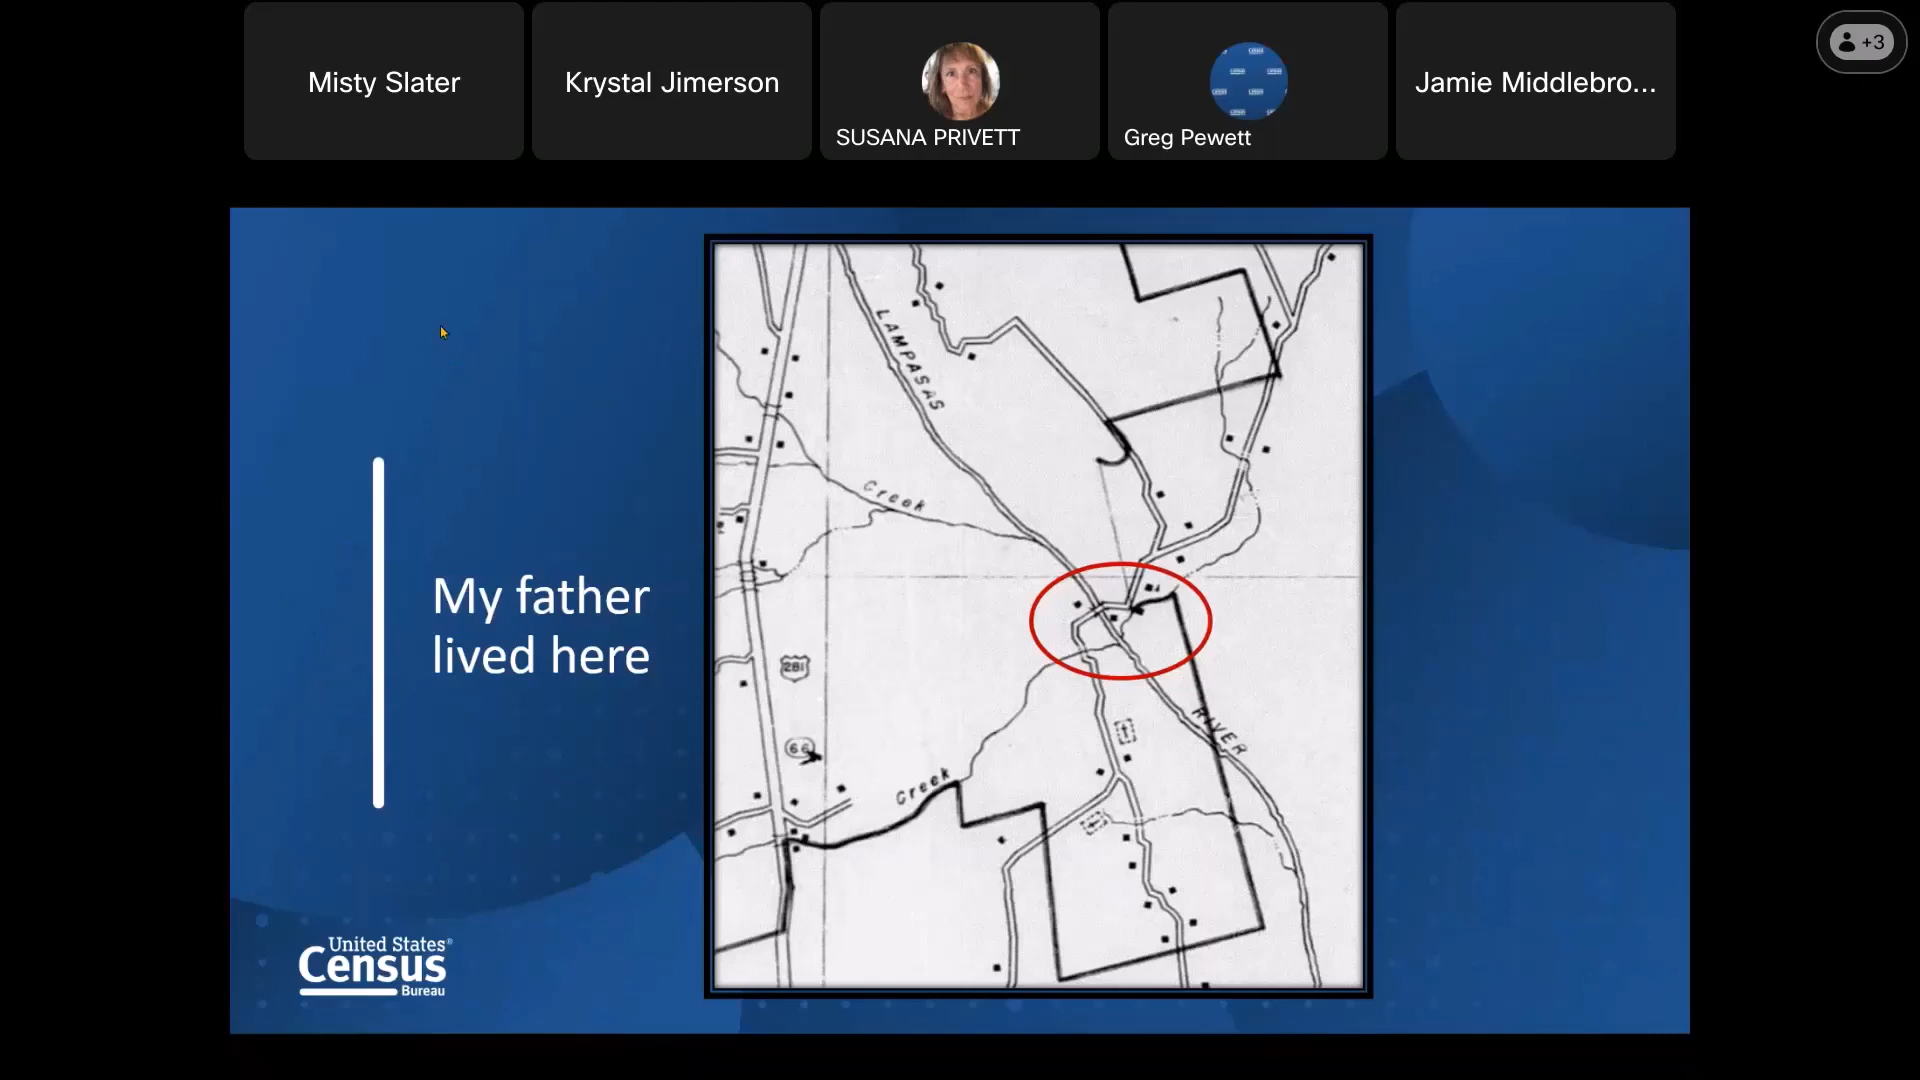 Misty Slater
Krystal Jimerson
SUSANA PRIVETT
Greg Pewett
Jamie Middlebro...
+3
LAMPASAS
Creek
My father
lived here
281
66
RIVER
Creek
United States®
Census
Bureau